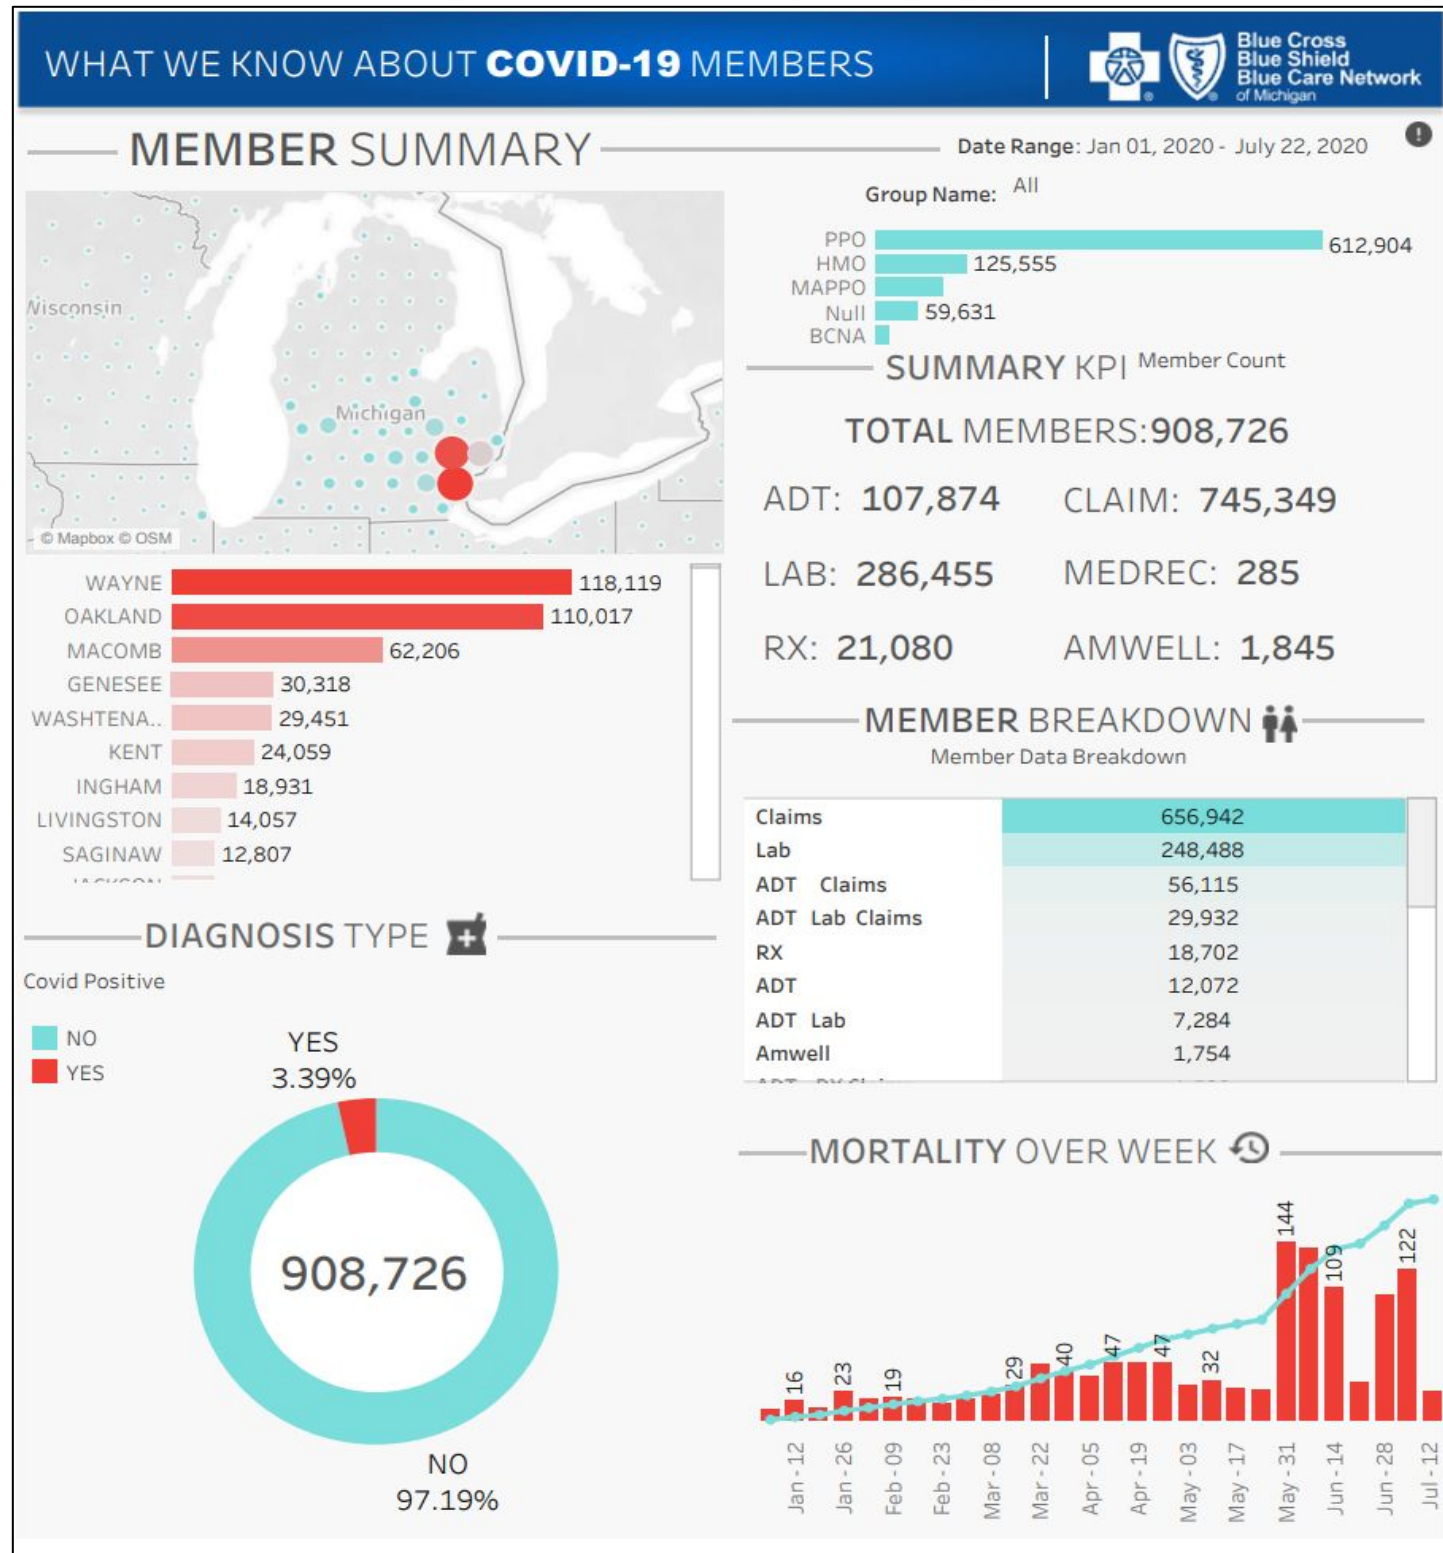 WHAT WE KNOW ABOUT COVID-19 MEMBERS
Blue Cross
Blue Shield
Blue Care Network
of Michigan
MEMBER SUMMARY
Date Range: Jan 01, 2020 - July 22, 2020
Group Name: All
Wisconsin
Michigan
© Mapbox © OSM
PPO 612,904
HMO 125,555
MAPPO
Null 59,631
BCNA
SUMMARY KPI Member Count
TOTAL MEMBERS:908,726
ADT: 107,874 CLAIM: 745,349
LAB: 286,455 MEDREC: 285
RX: 21,080 AMWELL: 1,845
WAYNE 118,119
OAKLAND 110,017
MACOMB 62,206
GENESEE 30,318
WASHTENA.. 29,451
KENT 24,059
INGHAM 18,931
LIVINGSTON 14,057
SAGINAW 12,807
MEMBER BREAKDOWN
Member Data Breakdown
Claims 656,942
Lab 248,488
ADT Claims 56,115
ADT Lab Claims 29,932
RX 18,702
ADT 12,072
ADT Lab 7,284
Amwell 1,754
DIAGNOSIS TYPE
Covid Positive
NO
YES
YES
3.39%
908,726
NO
97.19%
MORTALITY OVER WEEK
16
23
19
29
40
47
47
32
144
109
122
Jan - 12
Jan - 26
Feb - 09
Feb - 23
Mar - 08
Mar - 22
Apr - 05
Apr - 19
May - 03
May - 17
May - 31
Jun - 14
Jun - 28
Jul - 12